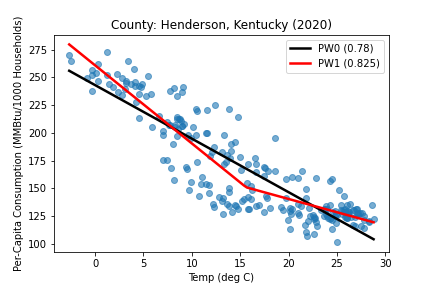 County: Henderson, Kentucky (2020)
PW0 (0.78)
PW1 (0.825)
Per-Capita Consumption (MMBtu/1000 Households)
275
250
225
200
175
150
125
100
0 5 10 15 20 25 30
Temp (deg C)